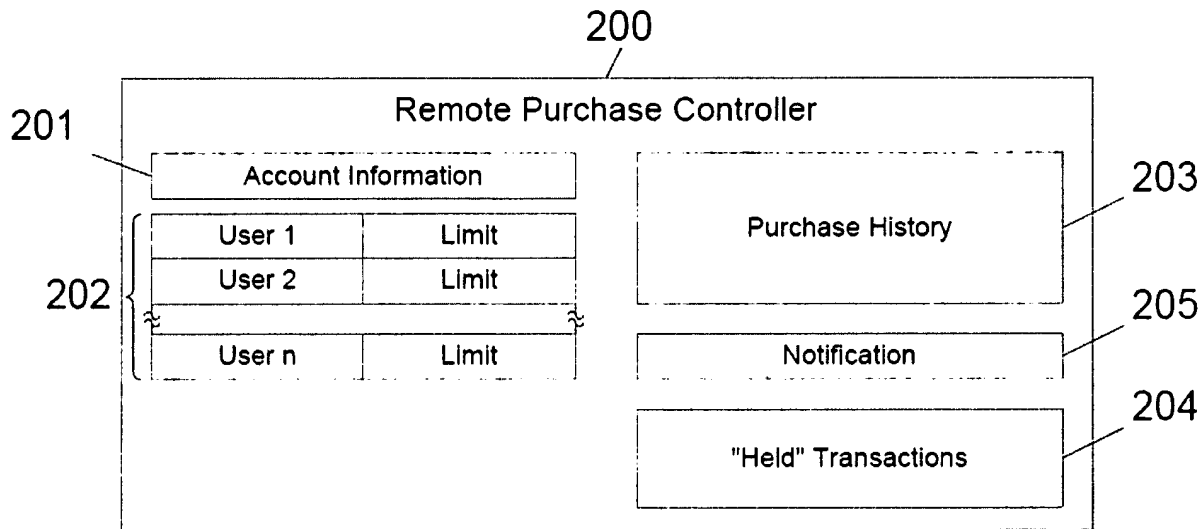 200
Remote Purchase Controller
201
Account Information
203
Purchase History
User 1 Limit
User 2 Limit
202
User n Limit
205
Notification
204
"Held" Transactions